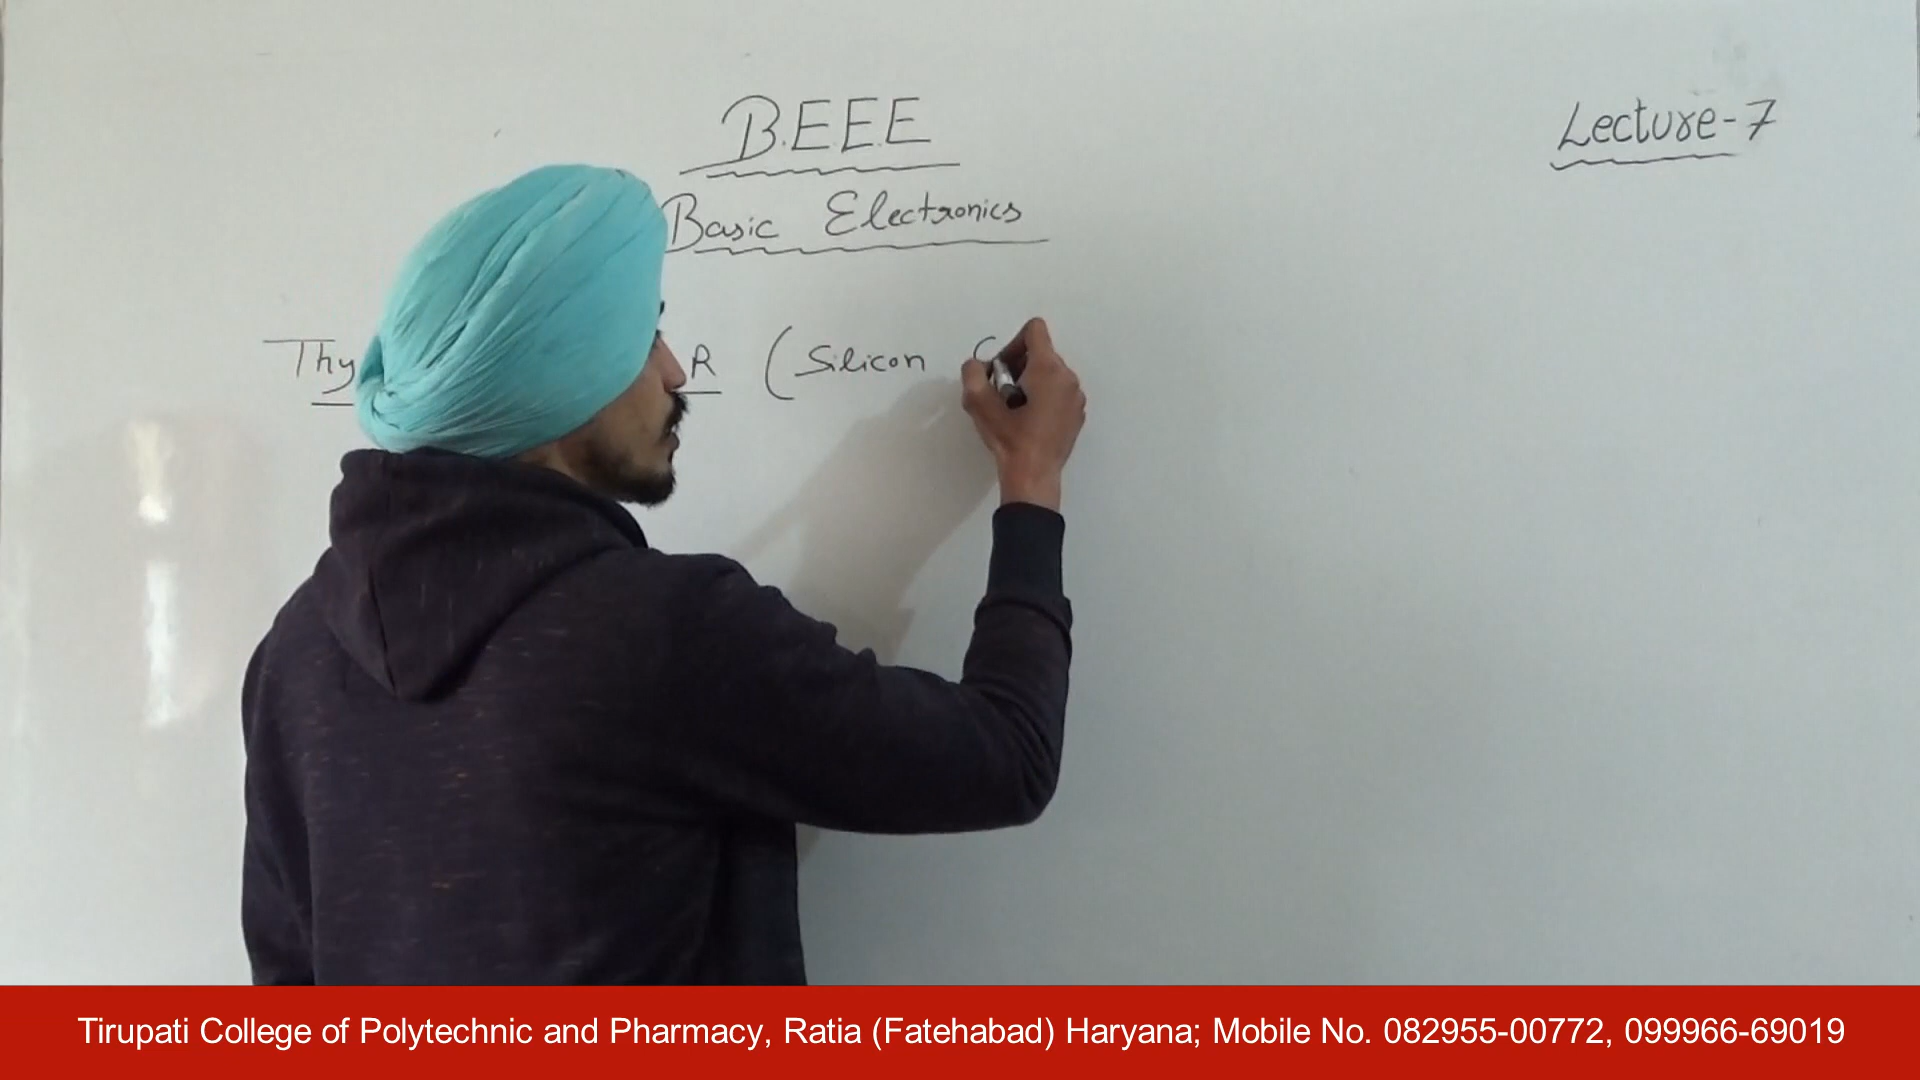 B.E.E.E
Lecture-7
Basic Electronics
Thy R (Silicon C
Tirupati College of Polytechnic and Pharmacy, Ratia (Fatehabad) Haryana; Mobile No. 082955-00772, 099966-69019